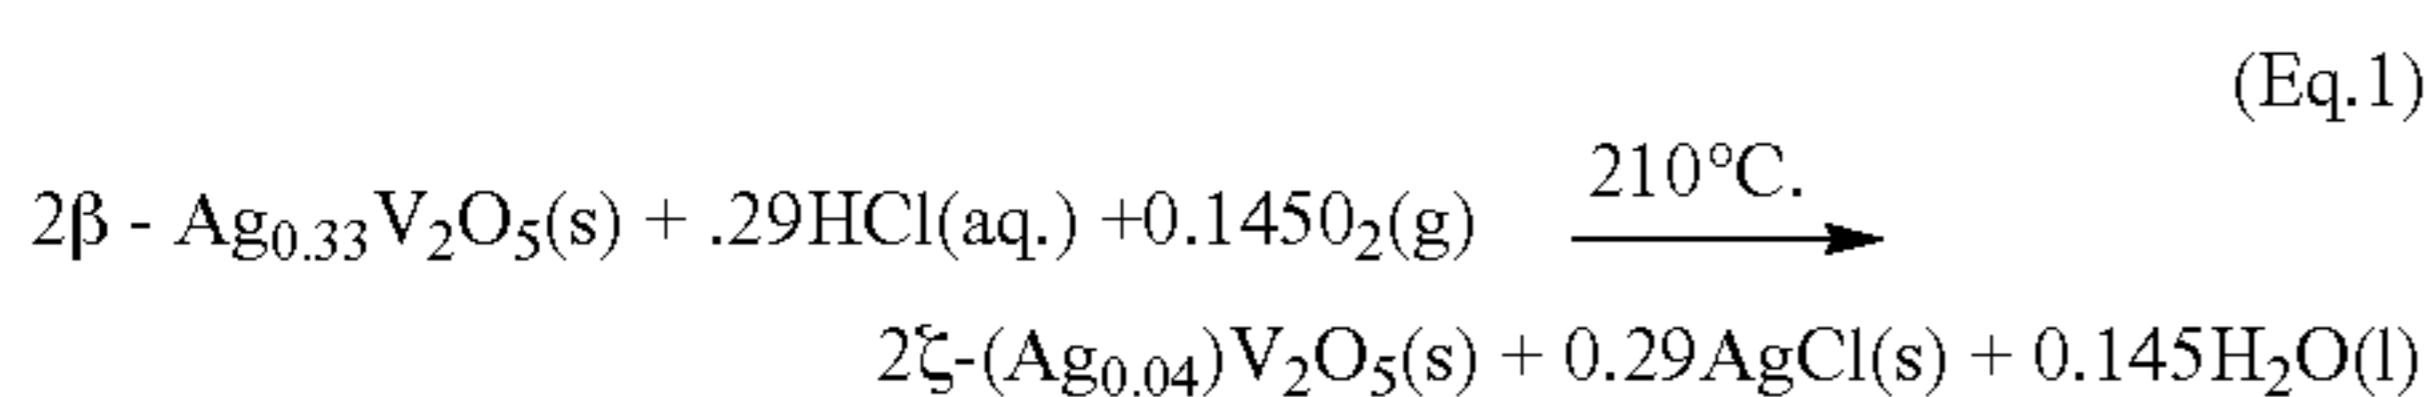 (Eq.1)
210°C.
2β - Ag0.33V2O5(s) + .29HCl(aq.) +0.14502(g)
2ζ-(Ag0.04)V2O5(s) + 0.29AgCl(s) + 0.145H2O(l)